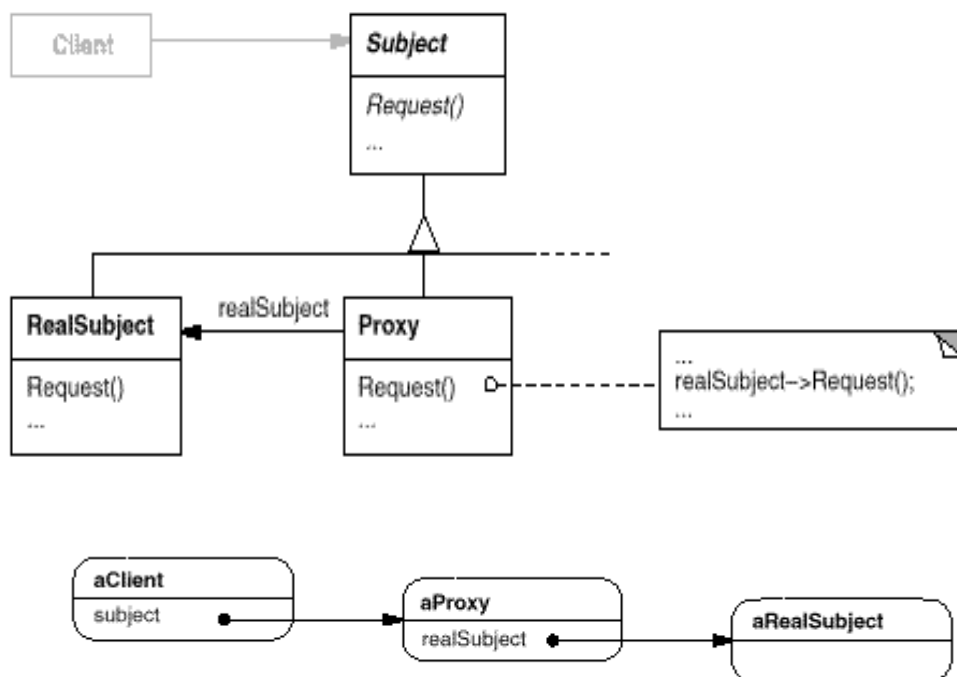 Client
Subject
Request()
...
realSubject
RealSubject
Request()
...
Proxy
Request()
...
...
realSubject->Request();
...
aClient
subject
aProxy
realSubject
aRealSubject